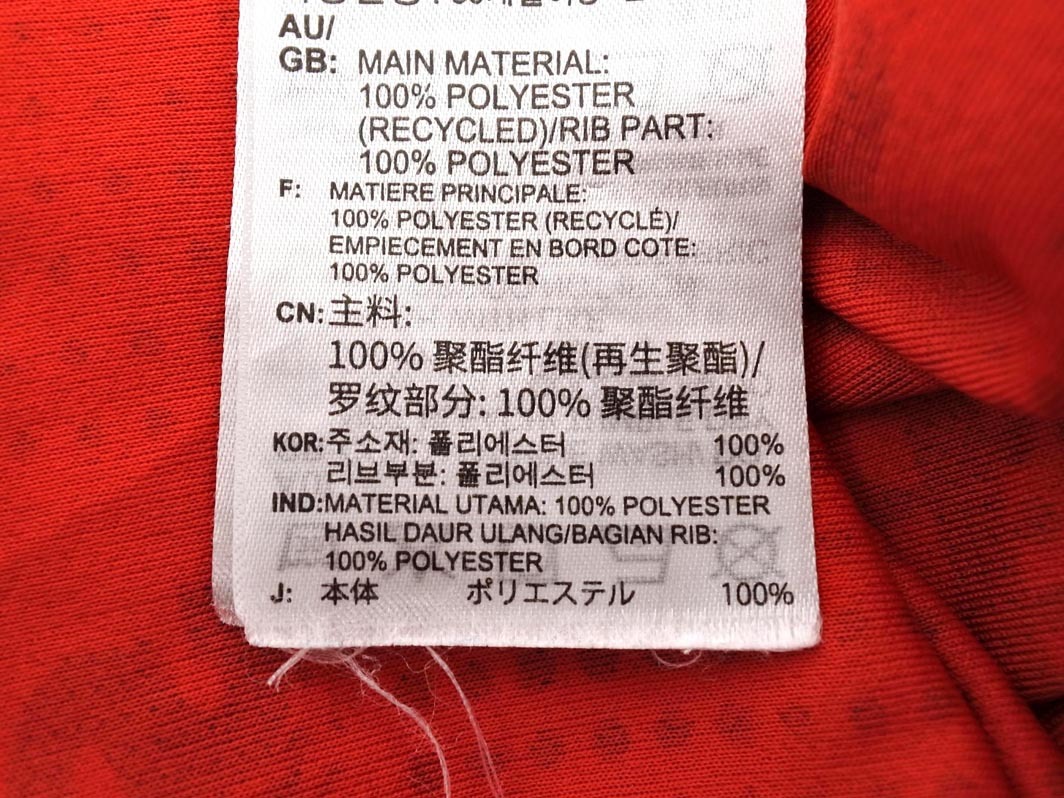 AU/
GB: MAIN MATERIAL:
100% POLYESTER
(RECYCLED)/RIB PART:
100% POLYESTER
F: MATIERE PRINCIPALE:
100% POLYESTER (RECYCLÉ)/
EMPIECEMENT EN BORD COTE:
100% POLYESTER
CN: 主料:
100% 聚酯纤维(再生聚酯)/
罗纹部分: 100% 聚酯纤维
KOR: 주소재: 폴리에스터 100%
리브부분: 폴리에스터 100%
IND: MATERIAL UTAMA: 100% POLYESTER
HASIL DAUR ULANG/BAGIAN RIB:
100% POLYESTER
J: 本体 ポリエステル 100%